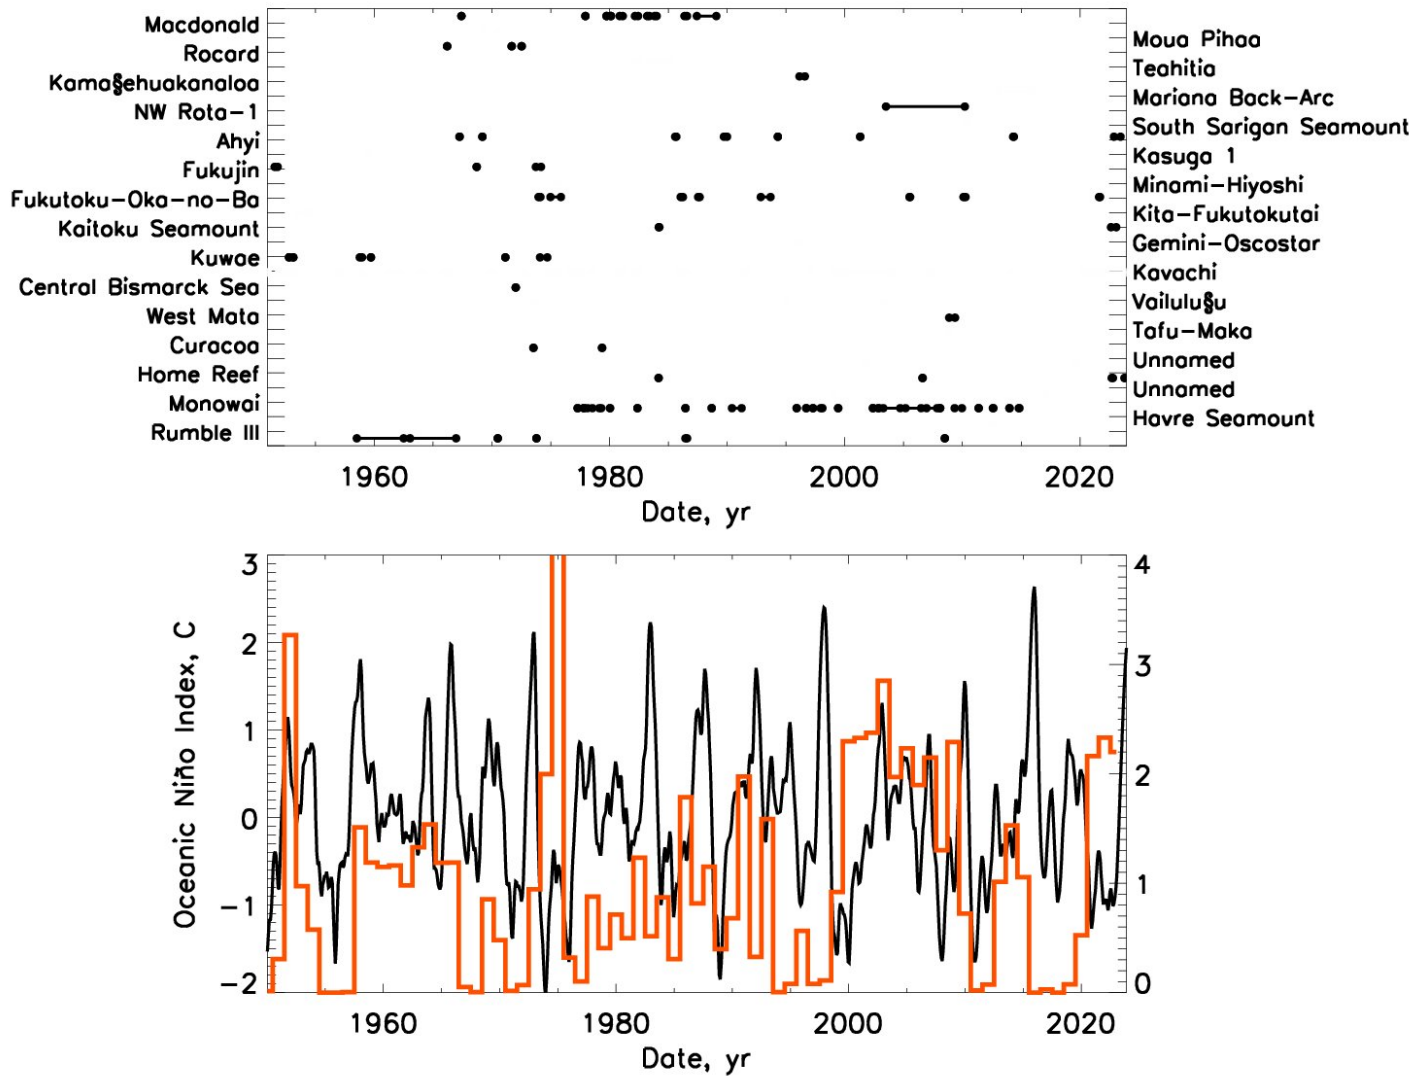 Macdonald
Moua Pihaa
Rocard
Teahitia
Kama§ehuakanaloa
Mariana Back-Arc
NW Rota-1
South Sarigan Seamount
Ahyi
Kasuga 1
Fukujin
Minami-Hiyoshi
Fukutoku-Oka-no-Ba
Kita-Fukutokutai
Kaitoku Seamount
Gemini-Oscostar
Kuwae
Kavachi
Central Bismarck Sea
Vailulu§u
West Mata
Tafu-Maka
Curacoa
Unnamed
Home Reef
Unnamed
Monowai
Havre Seamount
Rumble III
1960 1980 2000 2020
Date, yr
3
2
1
0
-1
-2
Oceanic Niño Index, C
4
3
2
1
0
1960 1980 2000 2020
Date, yr